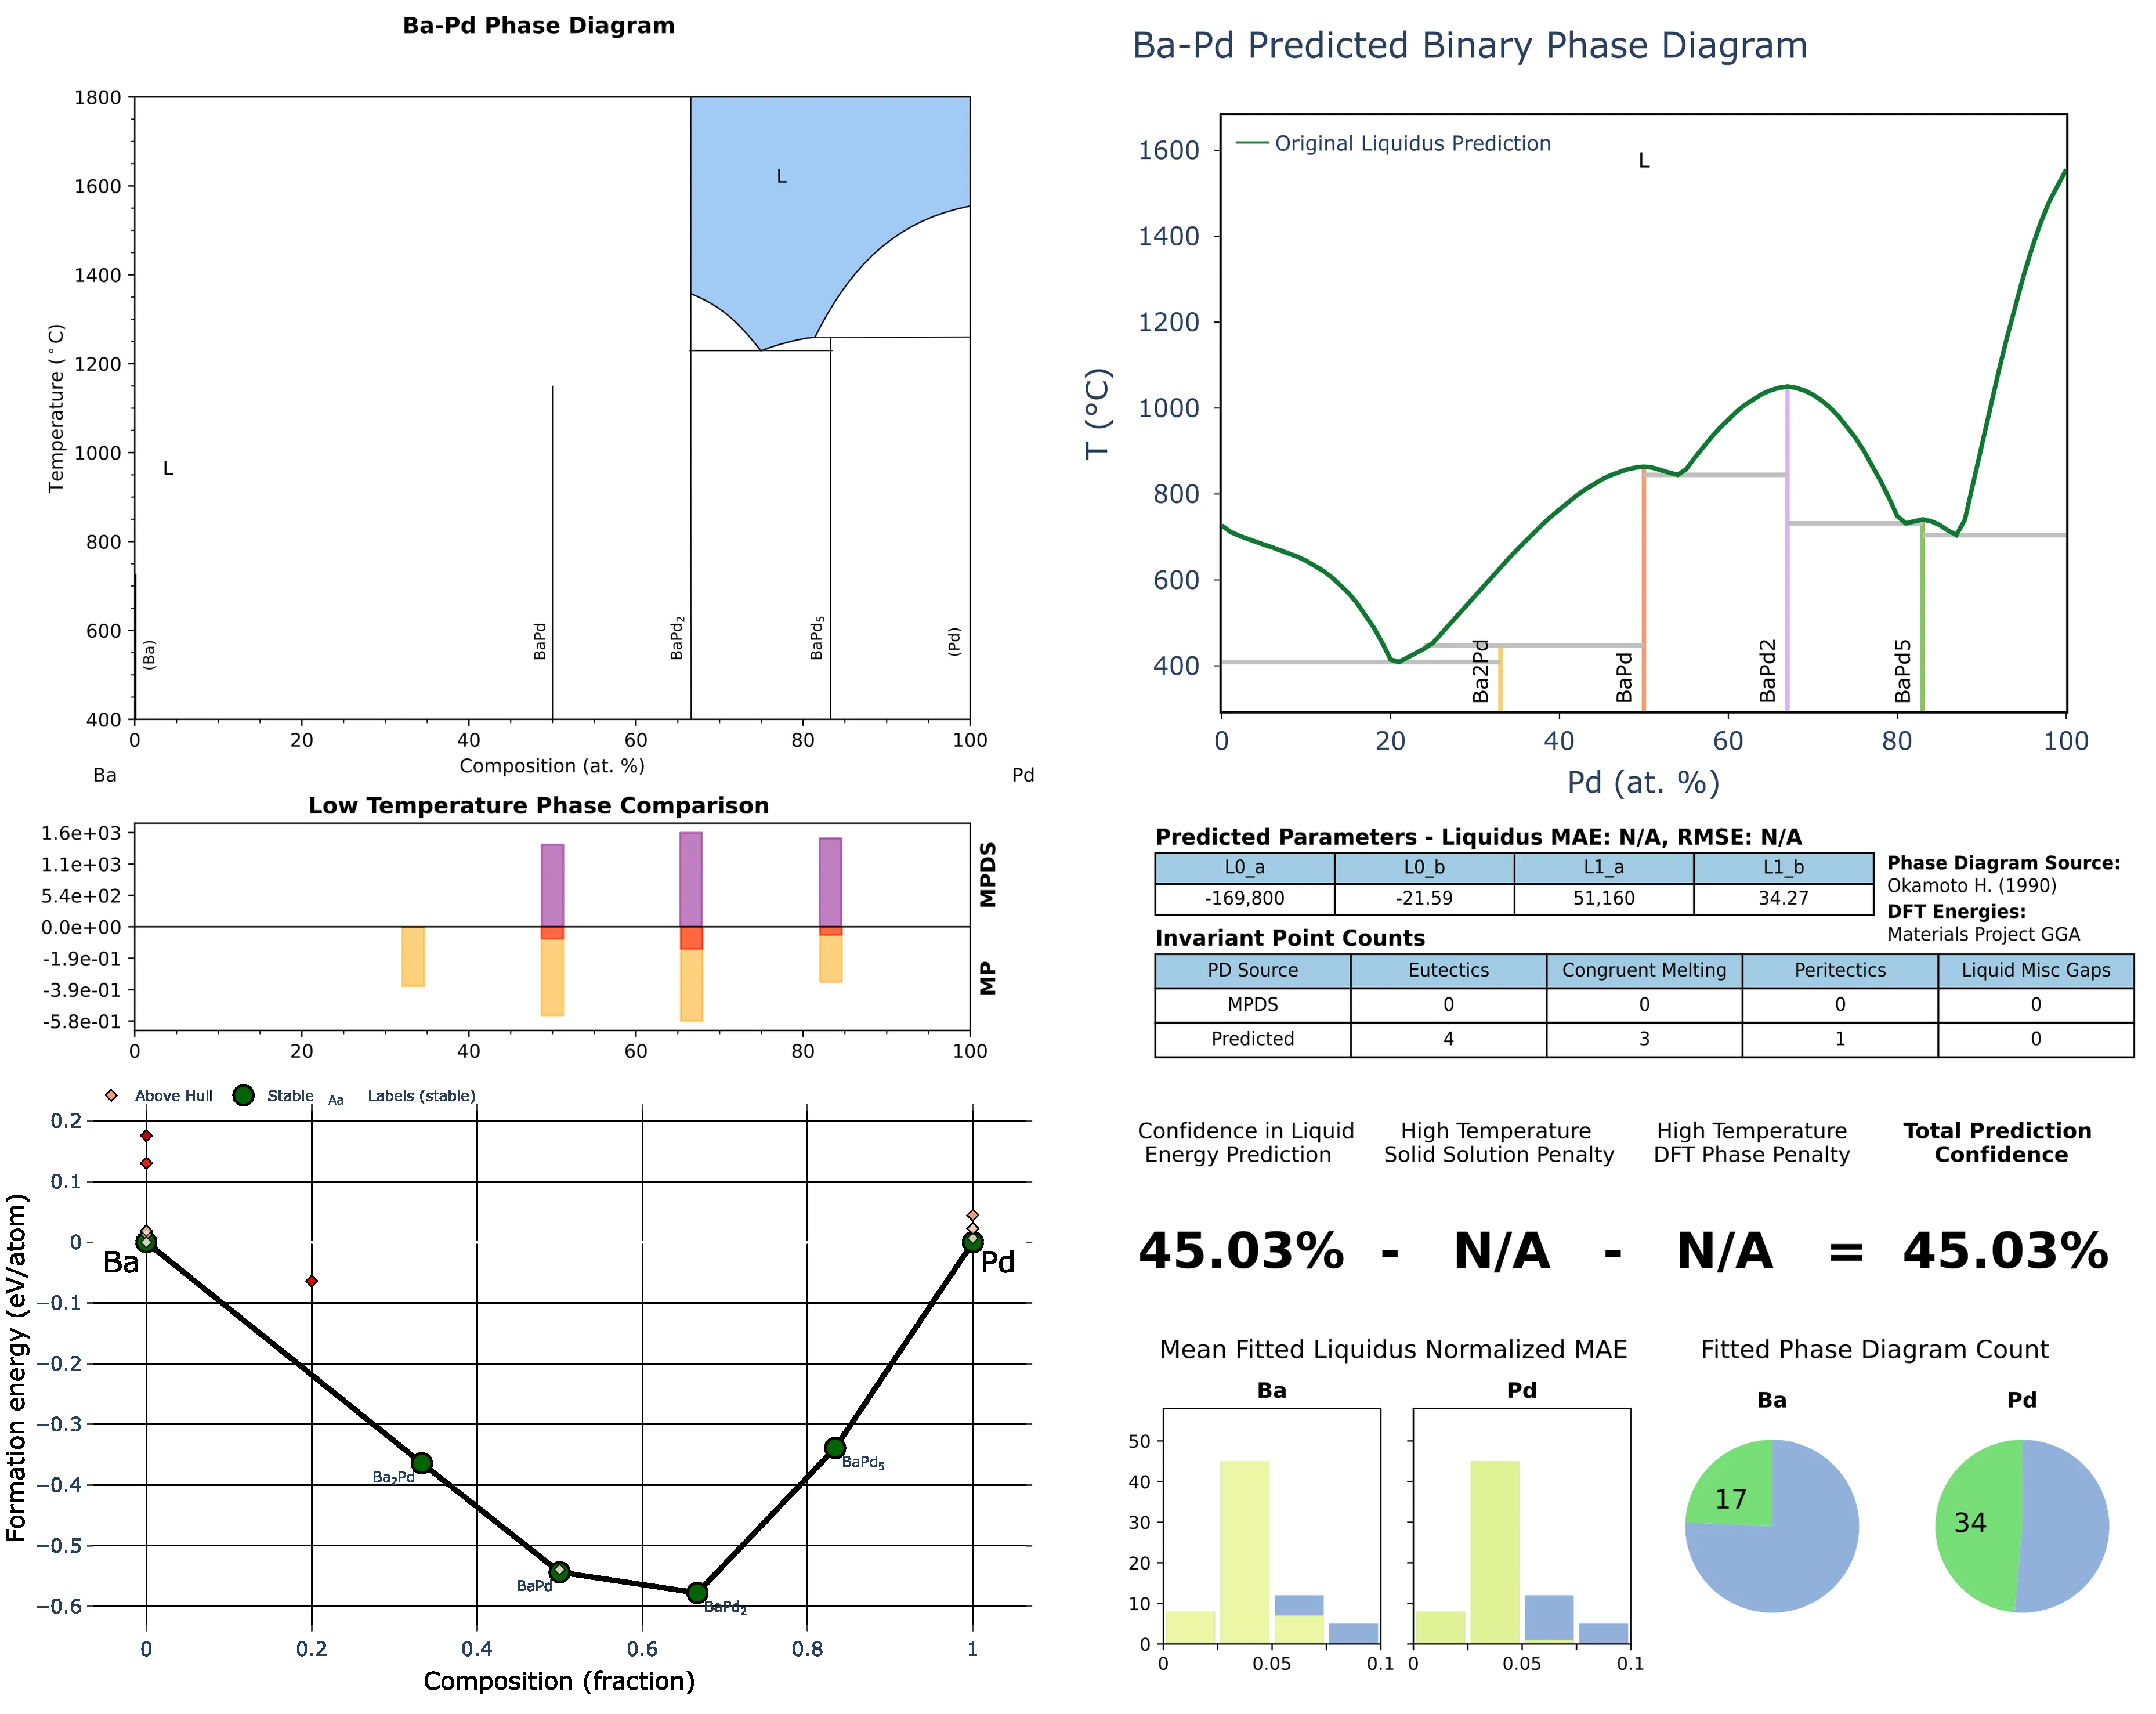 Ba-Pd Phase Diagram
1800
1600
1400
1200
1000
800
600
400
Temperature (°C)
L
L
(Ba)
BaPd
BaPd2
BaPd5
(Pd)
0 20 40 60 80 100
Composition (at. %)
Ba Pd
Low Temperature Phase Comparison
1.6e+03
1.1e+03
5.4e+02
0.0e+00
-1.9e-01
-3.9e-01
-5.8e-01
MPDS
MP
0 20 40 60 80 100
Above Hull Stable Aa Labels (stable)
0.2
0.1
0
−0.1
−0.2
−0.3
−0.4
−0.5
−0.6
Formation energy (eV/atom)
Ba
Pd
Ba2Pd
BaPd
BaPd2
BaPd5
0 0.2 0.4 0.6 0.8 1
Composition (fraction)
Ba-Pd Predicted Binary Phase Diagram
Original Liquidus Prediction
L
1600
1400
1200
1000
800
600
400
T (°C)
Ba2Pd
BaPd
BaPd2
BaPd5
0 20 40 60 80 100
Pd (at. %)
Predicted Parameters - Liquidus MAE: N/A, RMSE: N/A
L0_a L0_b L1_a L1_b
-169,800 -21.59 51,160 34.27
Phase Diagram Source:
Okamoto H. (1990)
DFT Energies:
Materials Project GGA
Invariant Point Counts
PD Source Eutectics Congruent Melting Peritectics Liquid Misc Gaps
MPDS 0 0 0 0
Predicted 4 3 1 0
Confidence in Liquid
Energy Prediction
High Temperature
Solid Solution Penalty
High Temperature
DFT Phase Penalty
Total Prediction
Confidence
45.03% - N/A - N/A = 45.03%
Mean Fitted Liquidus Normalized MAE
Ba Pd
50
40
30
20
10
0
0 0.05 0.1
0 0.05 0.1
Fitted Phase Diagram Count
Ba Pd
17
34